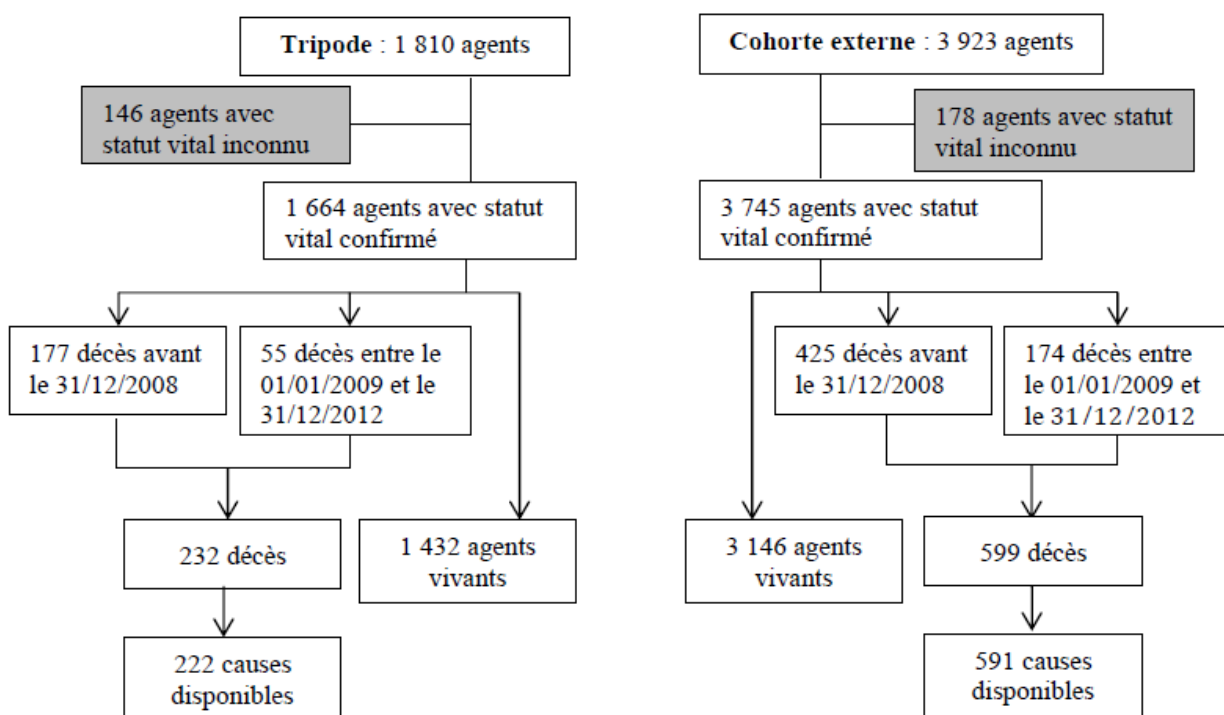 Tripode : 1 810 agents
146 agents avec
statut vital inconnu
1 664 agents avec statut
vital confirmé
177 décès avant
le 31/12/2008
55 décès entre le
01/01/2009 et le
31/12/2012
232 décès
1 432 agents
vivants
222 causes
disponibles
Cohorte externe : 3 923 agents
178 agents avec statut
vital inconnu
3 745 agents avec statut
vital confirmé
425 décès avant
le 31/12/2008
174 décès entre
le 01/01/2009 et
le 31/12/2012
3 146 agents
vivants
599 décès
591 causes
disponibles